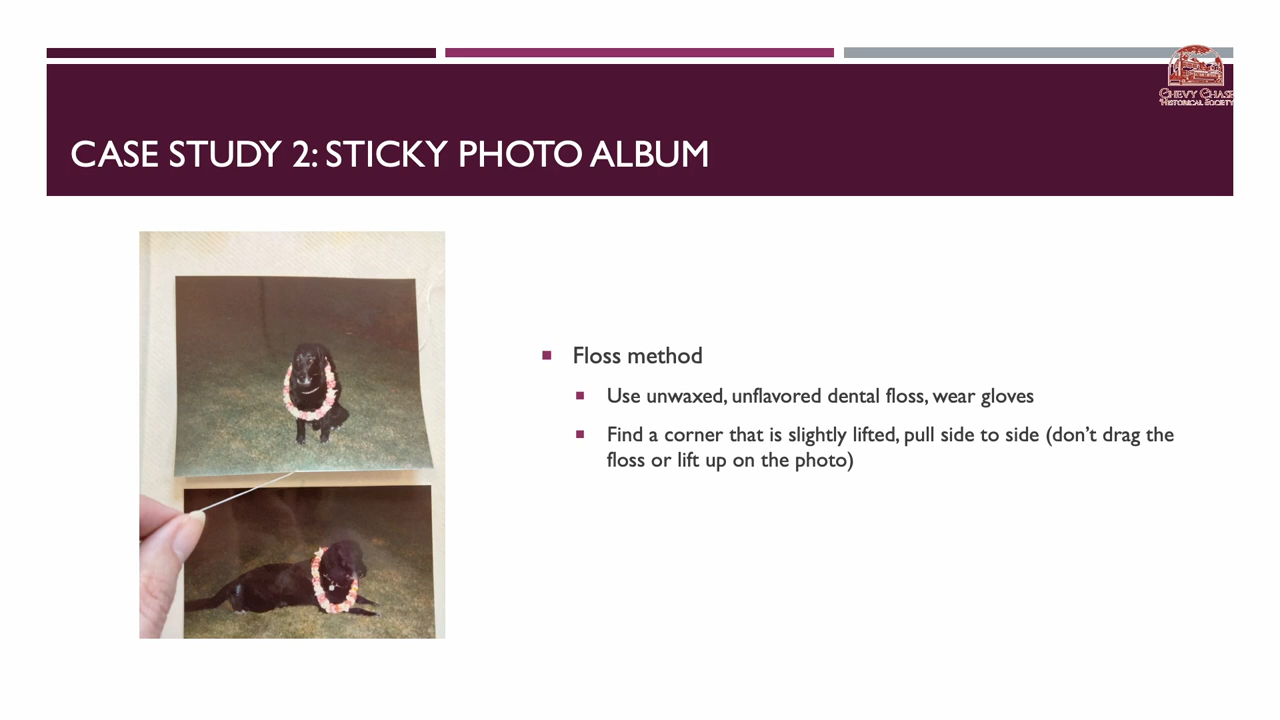 CHEVY CHASE
HISTORICAL SOCIETY
CASE STUDY 2: STICKY PHOTO ALBUM
Floss method
Use unwaxed, unflavored dental floss, wear gloves
Find a corner that is slightly lifted, pull side to side (don’t drag the
floss or lift up on the photo)